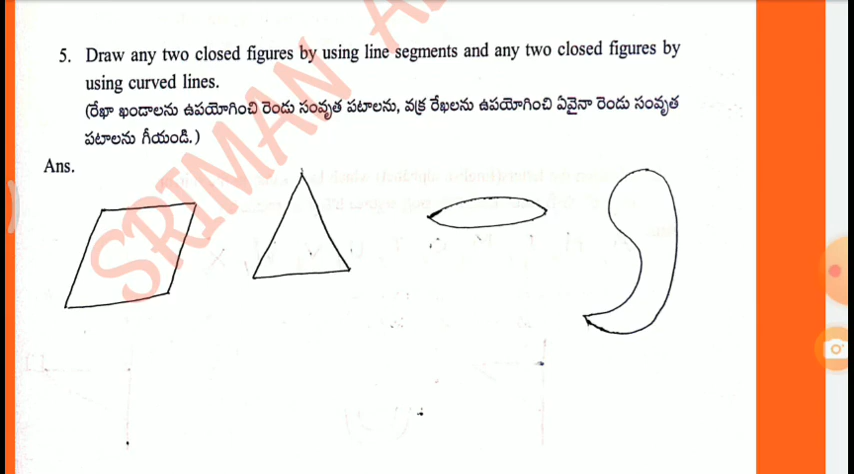 5. Draw any two closed figures by using line segments and any two closed figures by
using curved lines.
(రేఖా ఖండాలను ఉపయోగించి రెండు సంవృత పటాలను, వక్ర రేఖలను ఉపయోగించి ఏవైనా రెండు సంవృత
పటాలను గీయండి.)
Ans.
SRIMAN